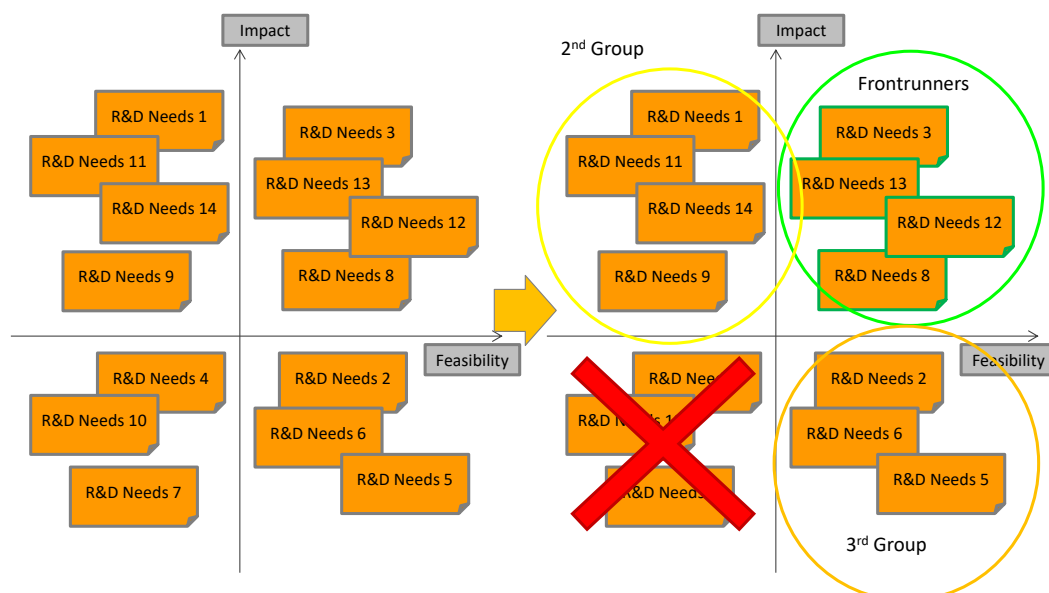 Impact
R&D Needs 1
R&D Needs 3
R&D Needs 11
R&D Needs 13
R&D Needs 14
R&D Needs 12
R&D Needs 9
R&D Needs 8
Feasibility
R&D Needs 4
R&D Needs 2
R&D Needs 10
R&D Needs 6
R&D Needs 7
R&D Needs 5
Impact
2nd Group
Frontrunners
R&D Needs 1
R&D Needs 3
R&D Needs 11
R&D Needs 13
R&D Needs 14
R&D Needs 12
R&D Needs 9
R&D Needs 8
Feasibility
R&D
R&D Needs 2
R&D Needs
R&D Needs 6
R&D Needs 5
3rd Group